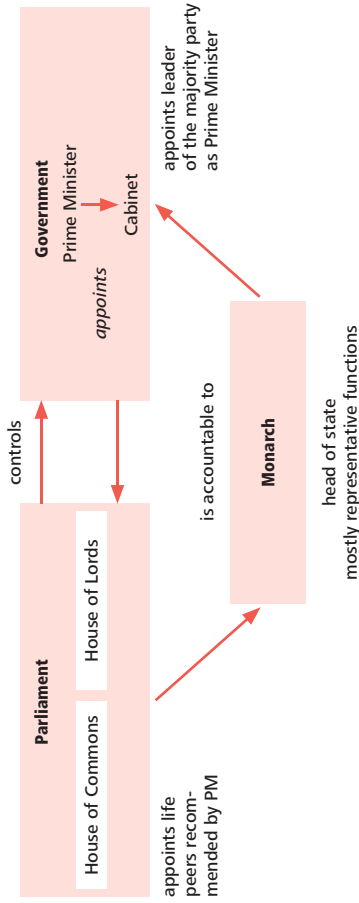 Parliament
House of Commons
House of Lords
controls
Government
Prime Minister
appoints
Cabinet
is accountable to
appoints life
peers recom-
mended by PM
Monarch
appoints leader
of the majority party
as Prime Minister
head of state
mostly representative functions